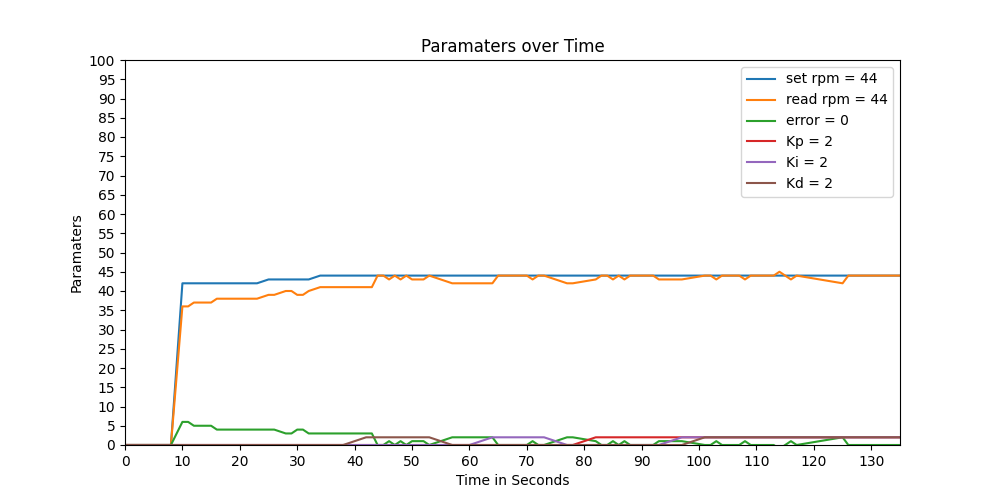 Paramaters over Time
100
95
90
85
80
75
70
65
60
55
50
45
40
35
30
25
20
15
10
5
0
Paramaters
set rpm = 44
read rpm = 44
error = 0
Kp = 2
Ki = 2
Kd = 2
0 10 20 30 40 50 60 70 80 90 100 110 120 130
Time in Seconds